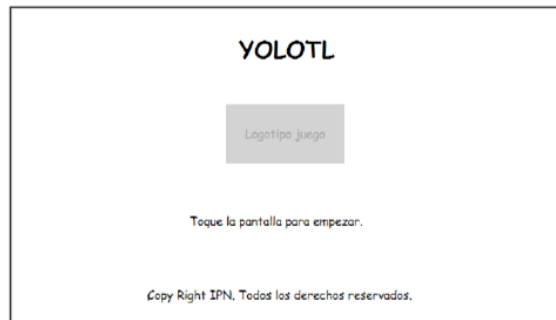 YOLOTL
Logotipo juego
Toque la pantalla para empezar.
Copy Right IPN. Todos los derechos reservados.